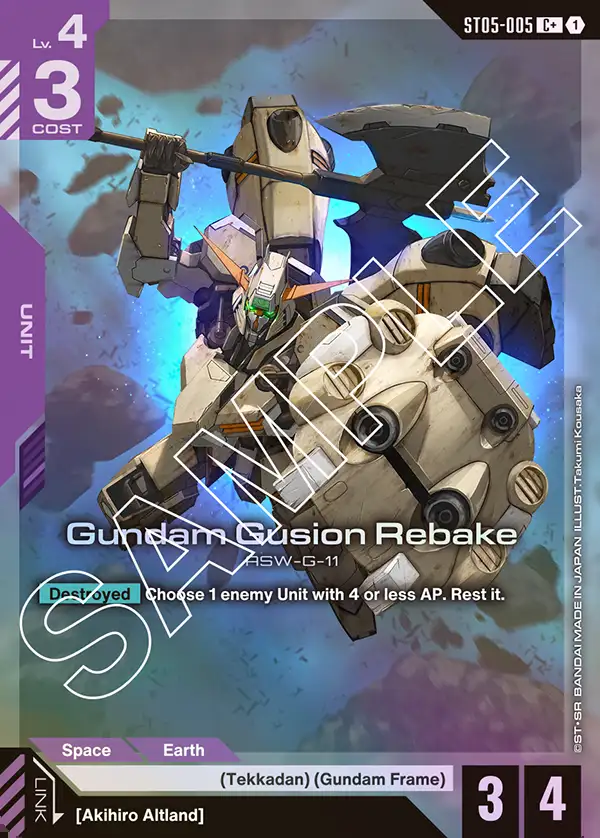 ST05-005 C+ 1
Lv. 4
3
COST
UNIT
SAMPLE
Gundam Gusion Rebake
ASW-G-11
Destroyed Choose 1 enemy Unit with 4 or less AP. Rest it.
©ST・SR BANDAI MADE IN JAPAN ILLUST.Takumi Kousaka
Space Earth
(Tekkadan) (Gundam Frame)
LINK
[Akihiro Altland]
3 4